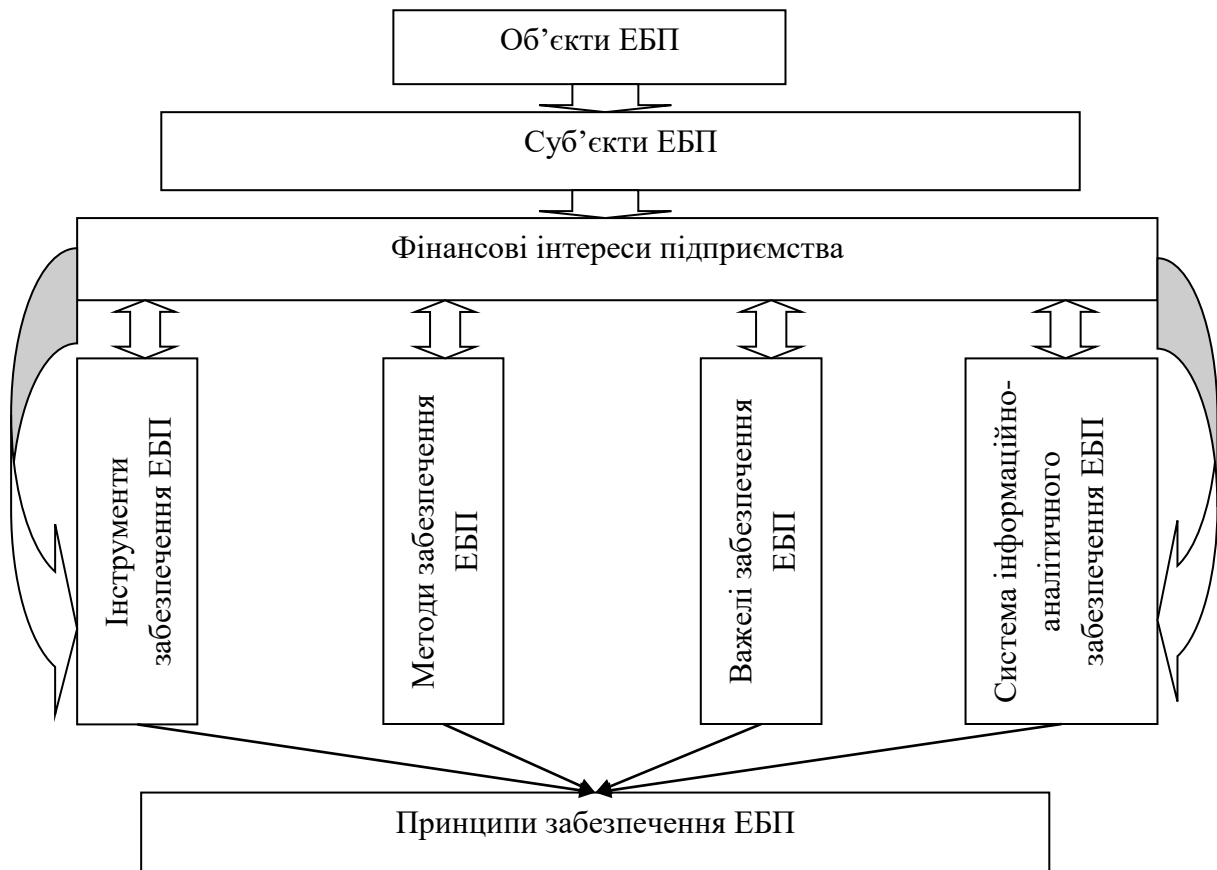 Об’єкти ЕБП
Суб’єкти ЕБП
Фінансові інтереси підприємства
Інструменти
забезпечення ЕБП
Методи забезпечення
ЕБП
Важелі забезпечення
ЕБП
Система інформаційно-
аналітичного
забезпечення ЕБП
Принципи забезпечення ЕБП